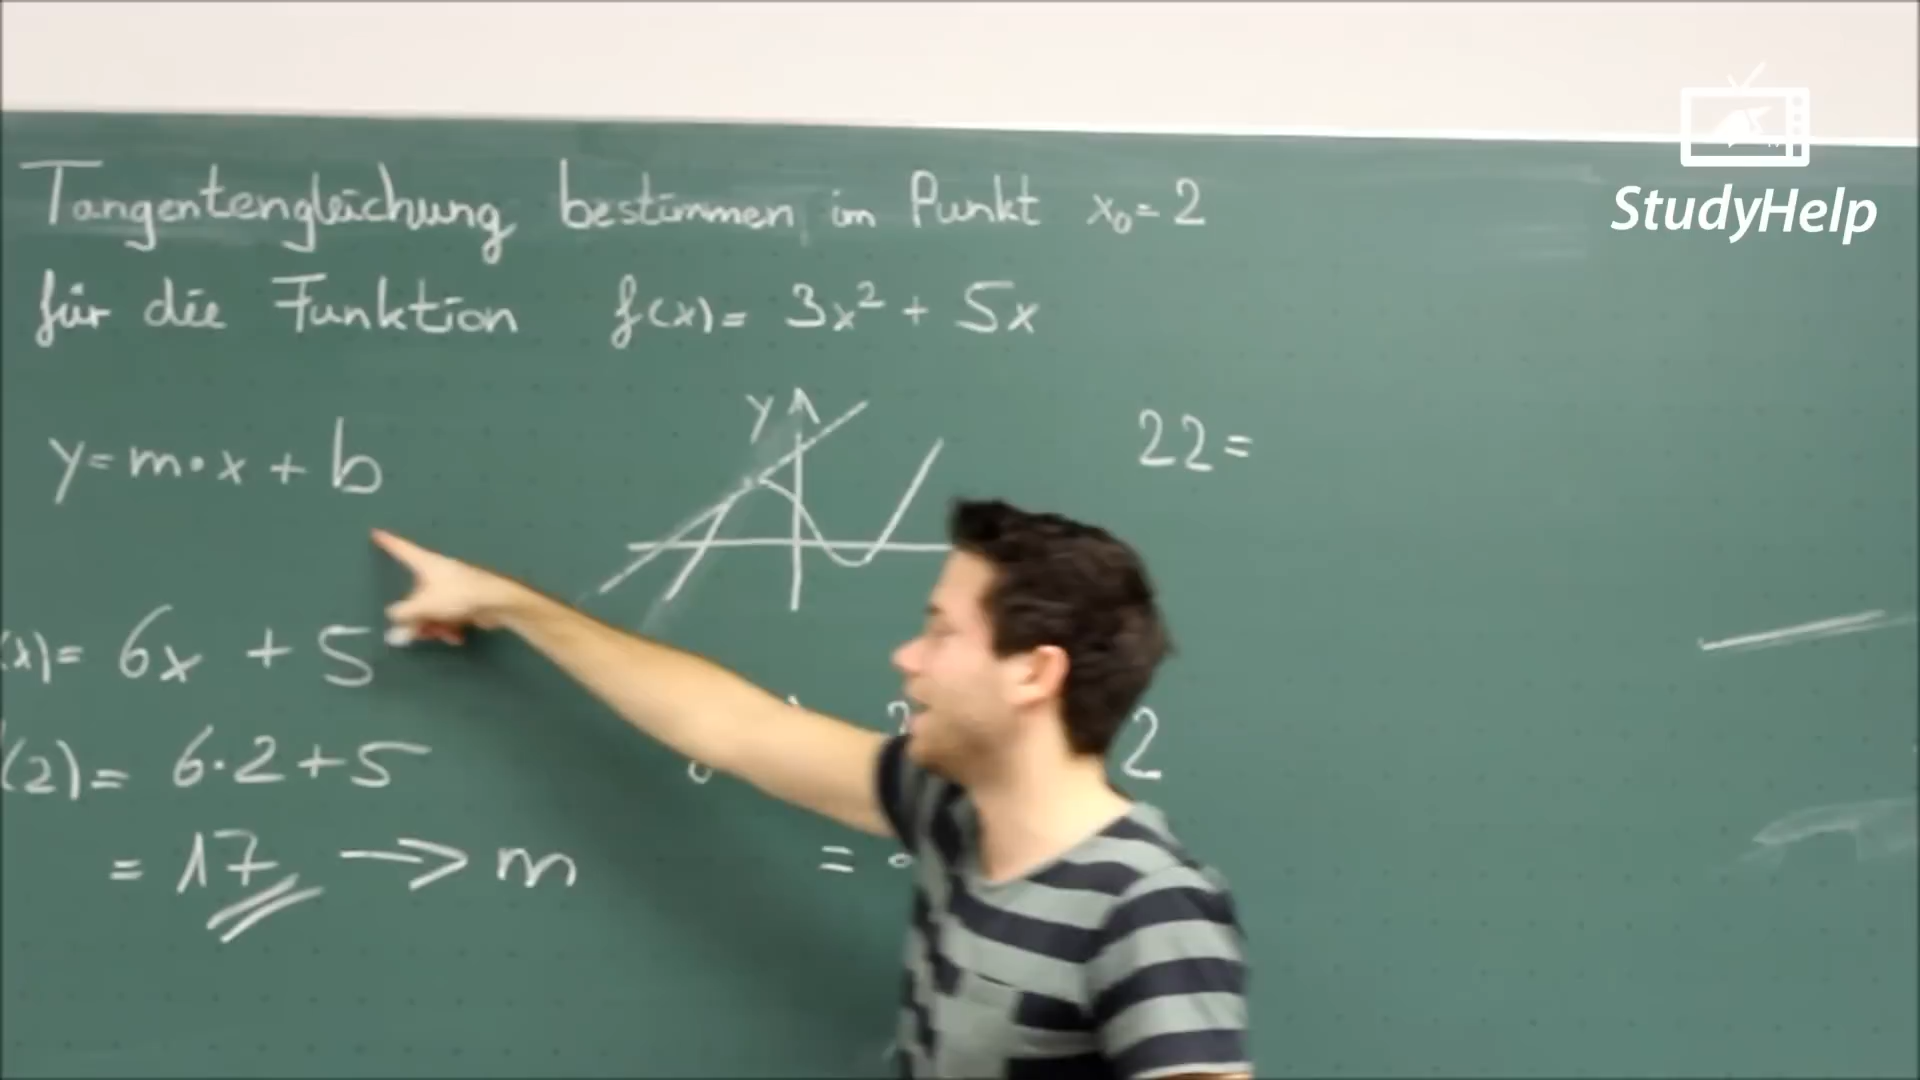 StudyHelp
Tangentengleichung bestimmen im Punkt x₀=2
für die Funktion f(x)= 3x² + 5x
y=m·x + b
y
22=
(x)= 6x + 5
'(2)= 6·2+5
2
= 17 → m
=